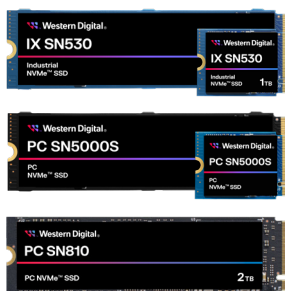 Western Digital.
IX SN530
Industrial
NVMe™ SSD
Western Digital.
IX SN530
Industrial
NVMe™ SSD
1TB
Western Digital.
PC SN5000S
PC
NVMe™ SSD
Western Digital.
PC SN5000S
PC
NVMe™ SSD
Western Digital.
PC SN810
PC NVMe™ SSD
2TB